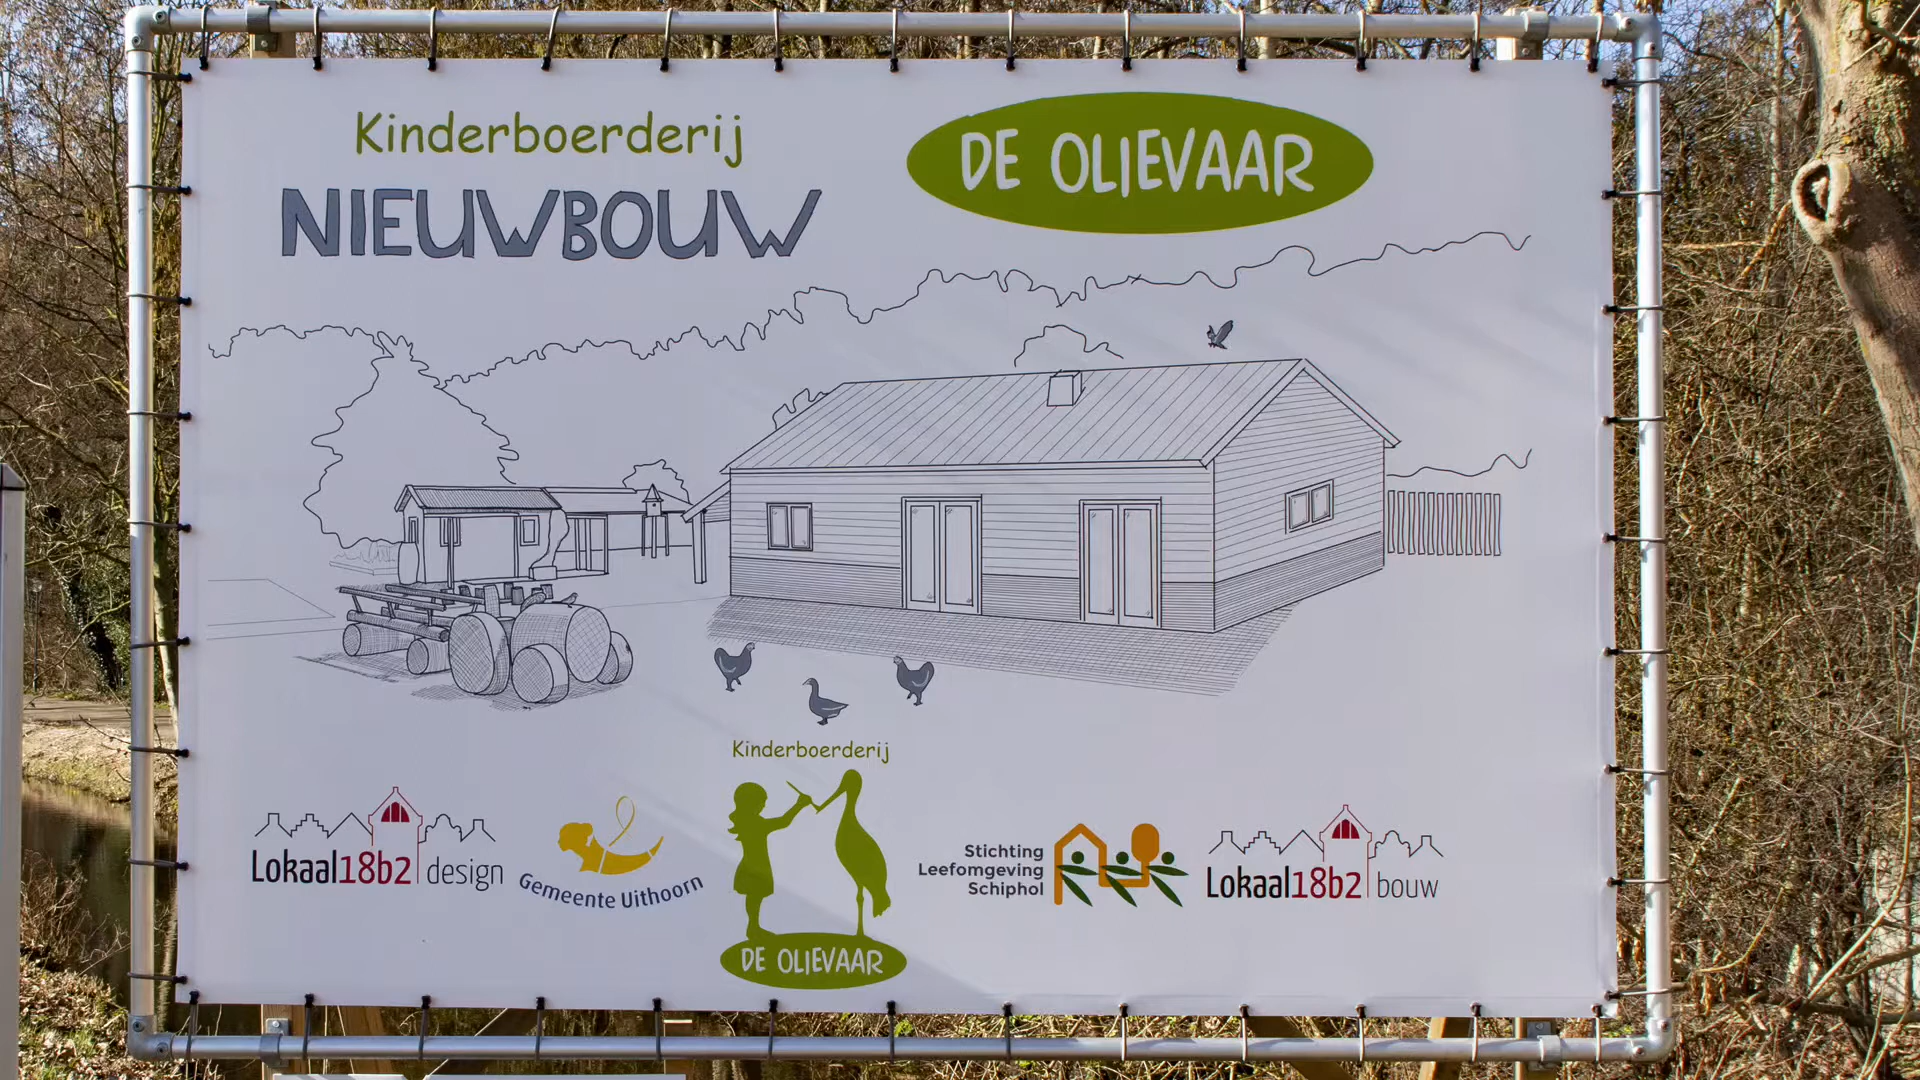 Kinderboerderij
NIEUWBOUW
DE OLIEVAAR
Kinderboerderij
DE OLIEVAAR
Lokaal18b2 design
Gemeente Uithoorn
Stichting
Leefomgeving
Schiphol
Lokaal18b2 bouw